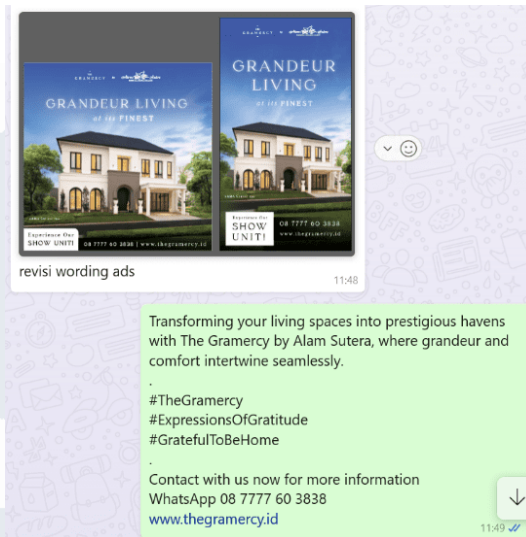 THE GRAMERCY
GRANDEUR LIVING
at its FINEST
Experience Our
SHOW UNIT!
08 7777 60 3838 | www.thegramercy.id
THE GRAMERCY
GRANDEUR
LIVING
at its FINEST
Experience Our
SHOW
UNIT!
08 7777 60 3838
www.thegramercy.id
revisi wording ads
11:48
Transforming your living spaces into prestigious havens
with The Gramercy by Alam Sutera, where grandeur and
comfort intertwine seamlessly.
.
#TheGramercy
#ExpressionsOfGratitude
#GratefulToBeHome
.
Contact with us now for more information
WhatsApp 08 7777 60 3838
www.thegramercy.id
11:49